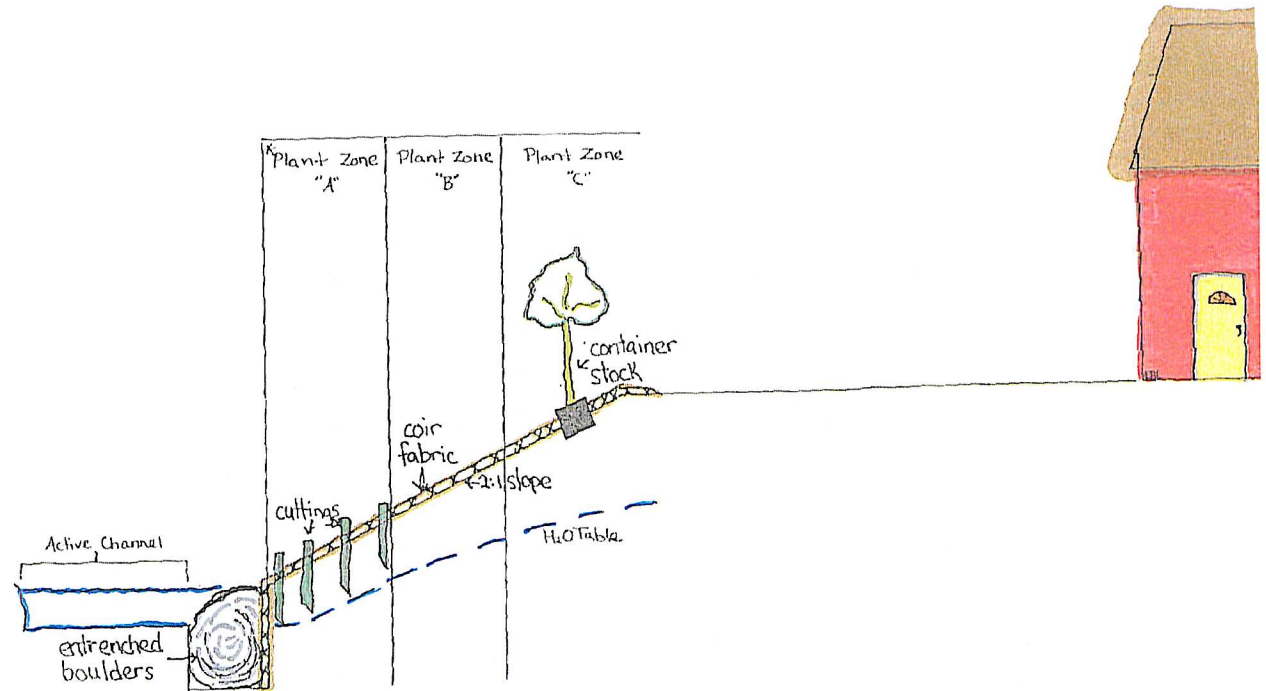 *Plant Zone
"A"
Plant Zone
"B"
Plant Zone
"C"
container
stock
coir
fabric
2:1 slope
cuttings
H2O Table
Active Channel
entrenched
boulders